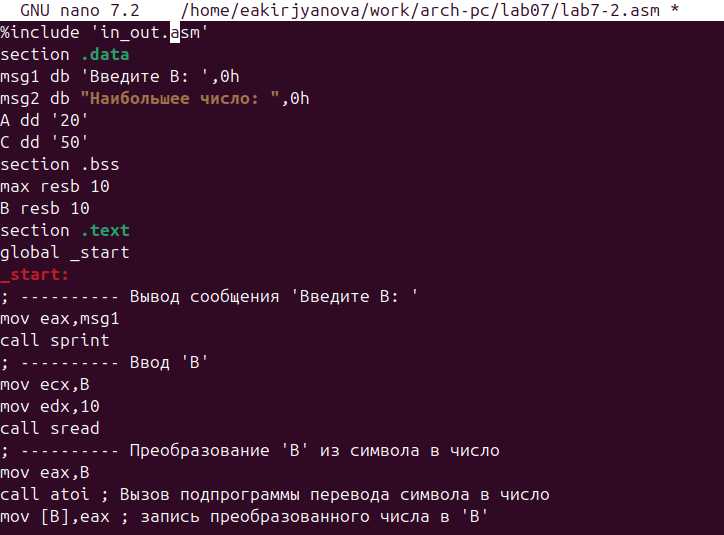 GNU nano 7.2    /home/eakirjyanova/work/arch-pc/lab07/lab7-2.asm *
%include 'in_out.asm'
section .data
msg1 db 'Введите B: ',0h
msg2 db "Наибольшее число: ",0h
A dd '20'
C dd '50'
section .bss
max resb 10
B resb 10
section .text
global _start
_start:
; ---------- Вывод сообщения 'Введите B: '
mov eax,msg1
call sprint
; ---------- Ввод 'B'
mov ecx,B
mov edx,10
call sread
; ---------- Преобразование 'B' из символа в число
mov eax,B
call atoi ; Вызов подпрограммы перевода символа в число
mov [B],eax ; запись преобразованного числа в 'B'